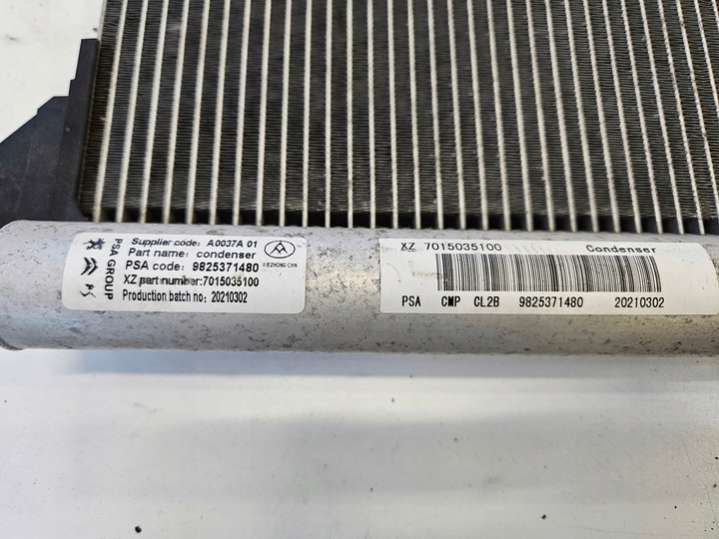 PSA GROUP
Supplier code: A0037A 01
Part name: condenser
PSA code: 9825371480
XZ part number:7015035100
Production batch no: 20210302
XZ 7015035100 Condenser
PSA CMP CL2B 9825371480 20210302